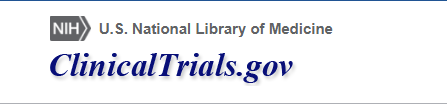 NIH U.S. National Library of Medicine
ClinicalTrials.gov